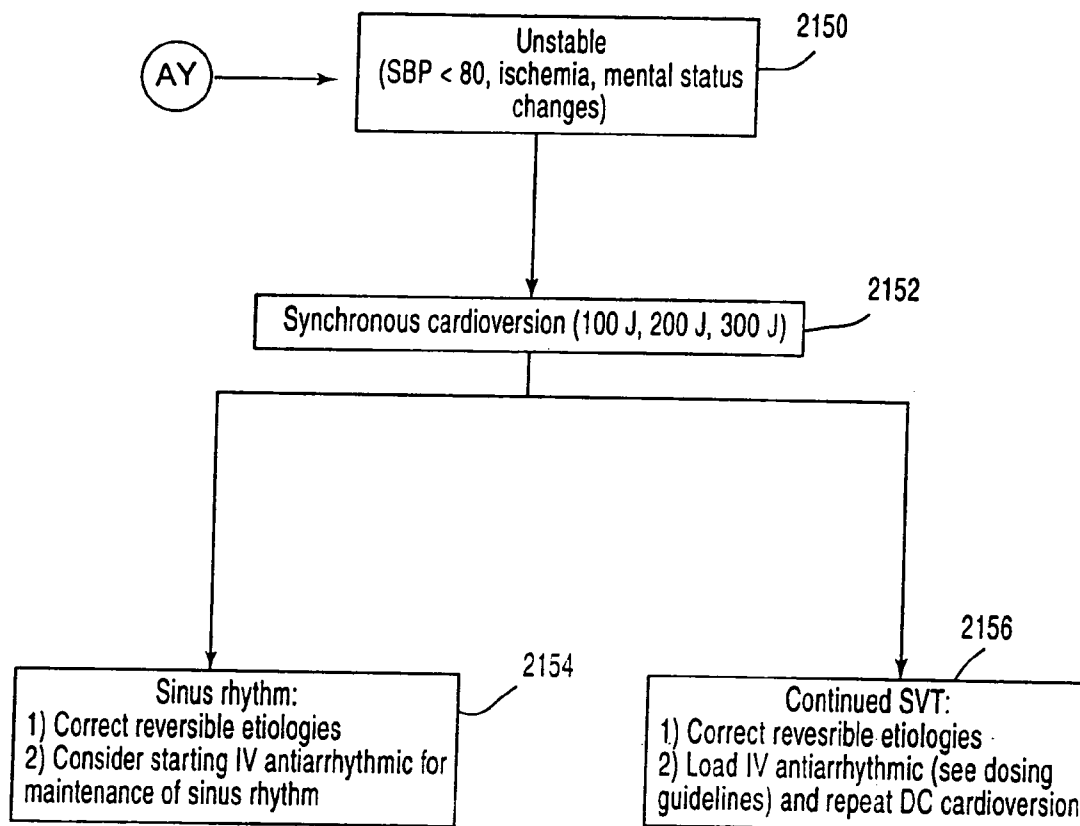 AY
Unstable
(SBP < 80, ischemia, mental status
changes)
2150
Synchronous cardioversion (100 J, 200 J, 300 J)
2152
Sinus rhythm:
1) Correct reversible etiologies
2) Consider starting IV antiarrhythmic for
maintenance of sinus rhythm
2154
Continued SVT:
1) Correct revesrible etiologies
2) Load IV antiarrhythmic (see dosing
guidelines) and repeat DC cardioversion
2156